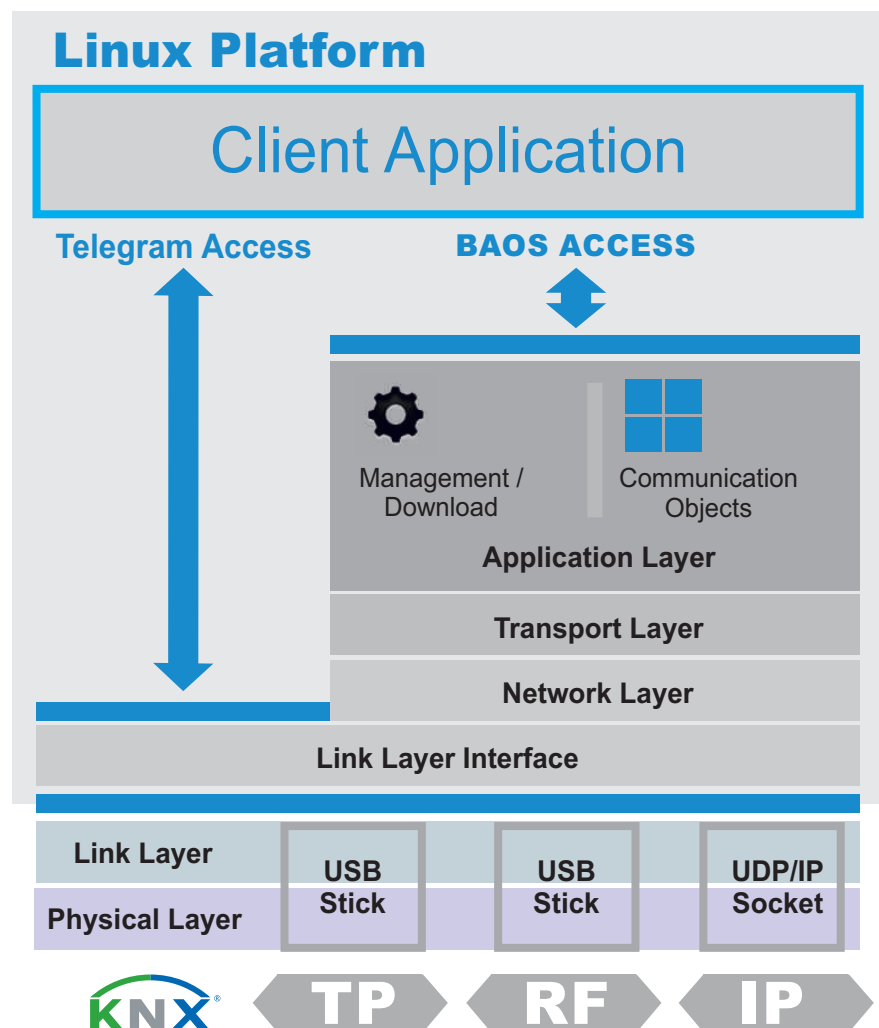 Linux Platform
Client Application
Telegram Access
BAOS ACCESS
Management /
Download
Communication
Objects
Application Layer
Transport Layer
Network Layer
Link Layer Interface
Link Layer
Physical Layer
USB
Stick
USB
Stick
UDP/IP
Socket
KNX®
TP
RF
IP